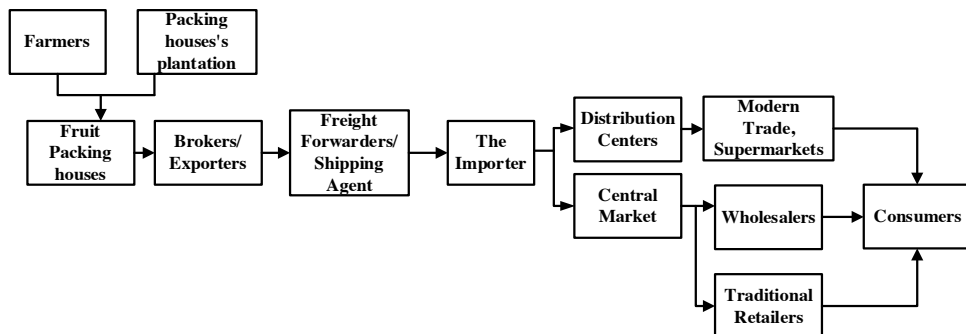 Farmers
Packing
houses's
plantation
Fruit
Packing
houses
Brokers/
Exporters
Freight
Forwarders/
Shipping
Agent
The
Importer
Distribution
Centers
Modern
Trade,
Supermarkets
Central
Market
Wholesalers
Traditional
Retailers
Consumers